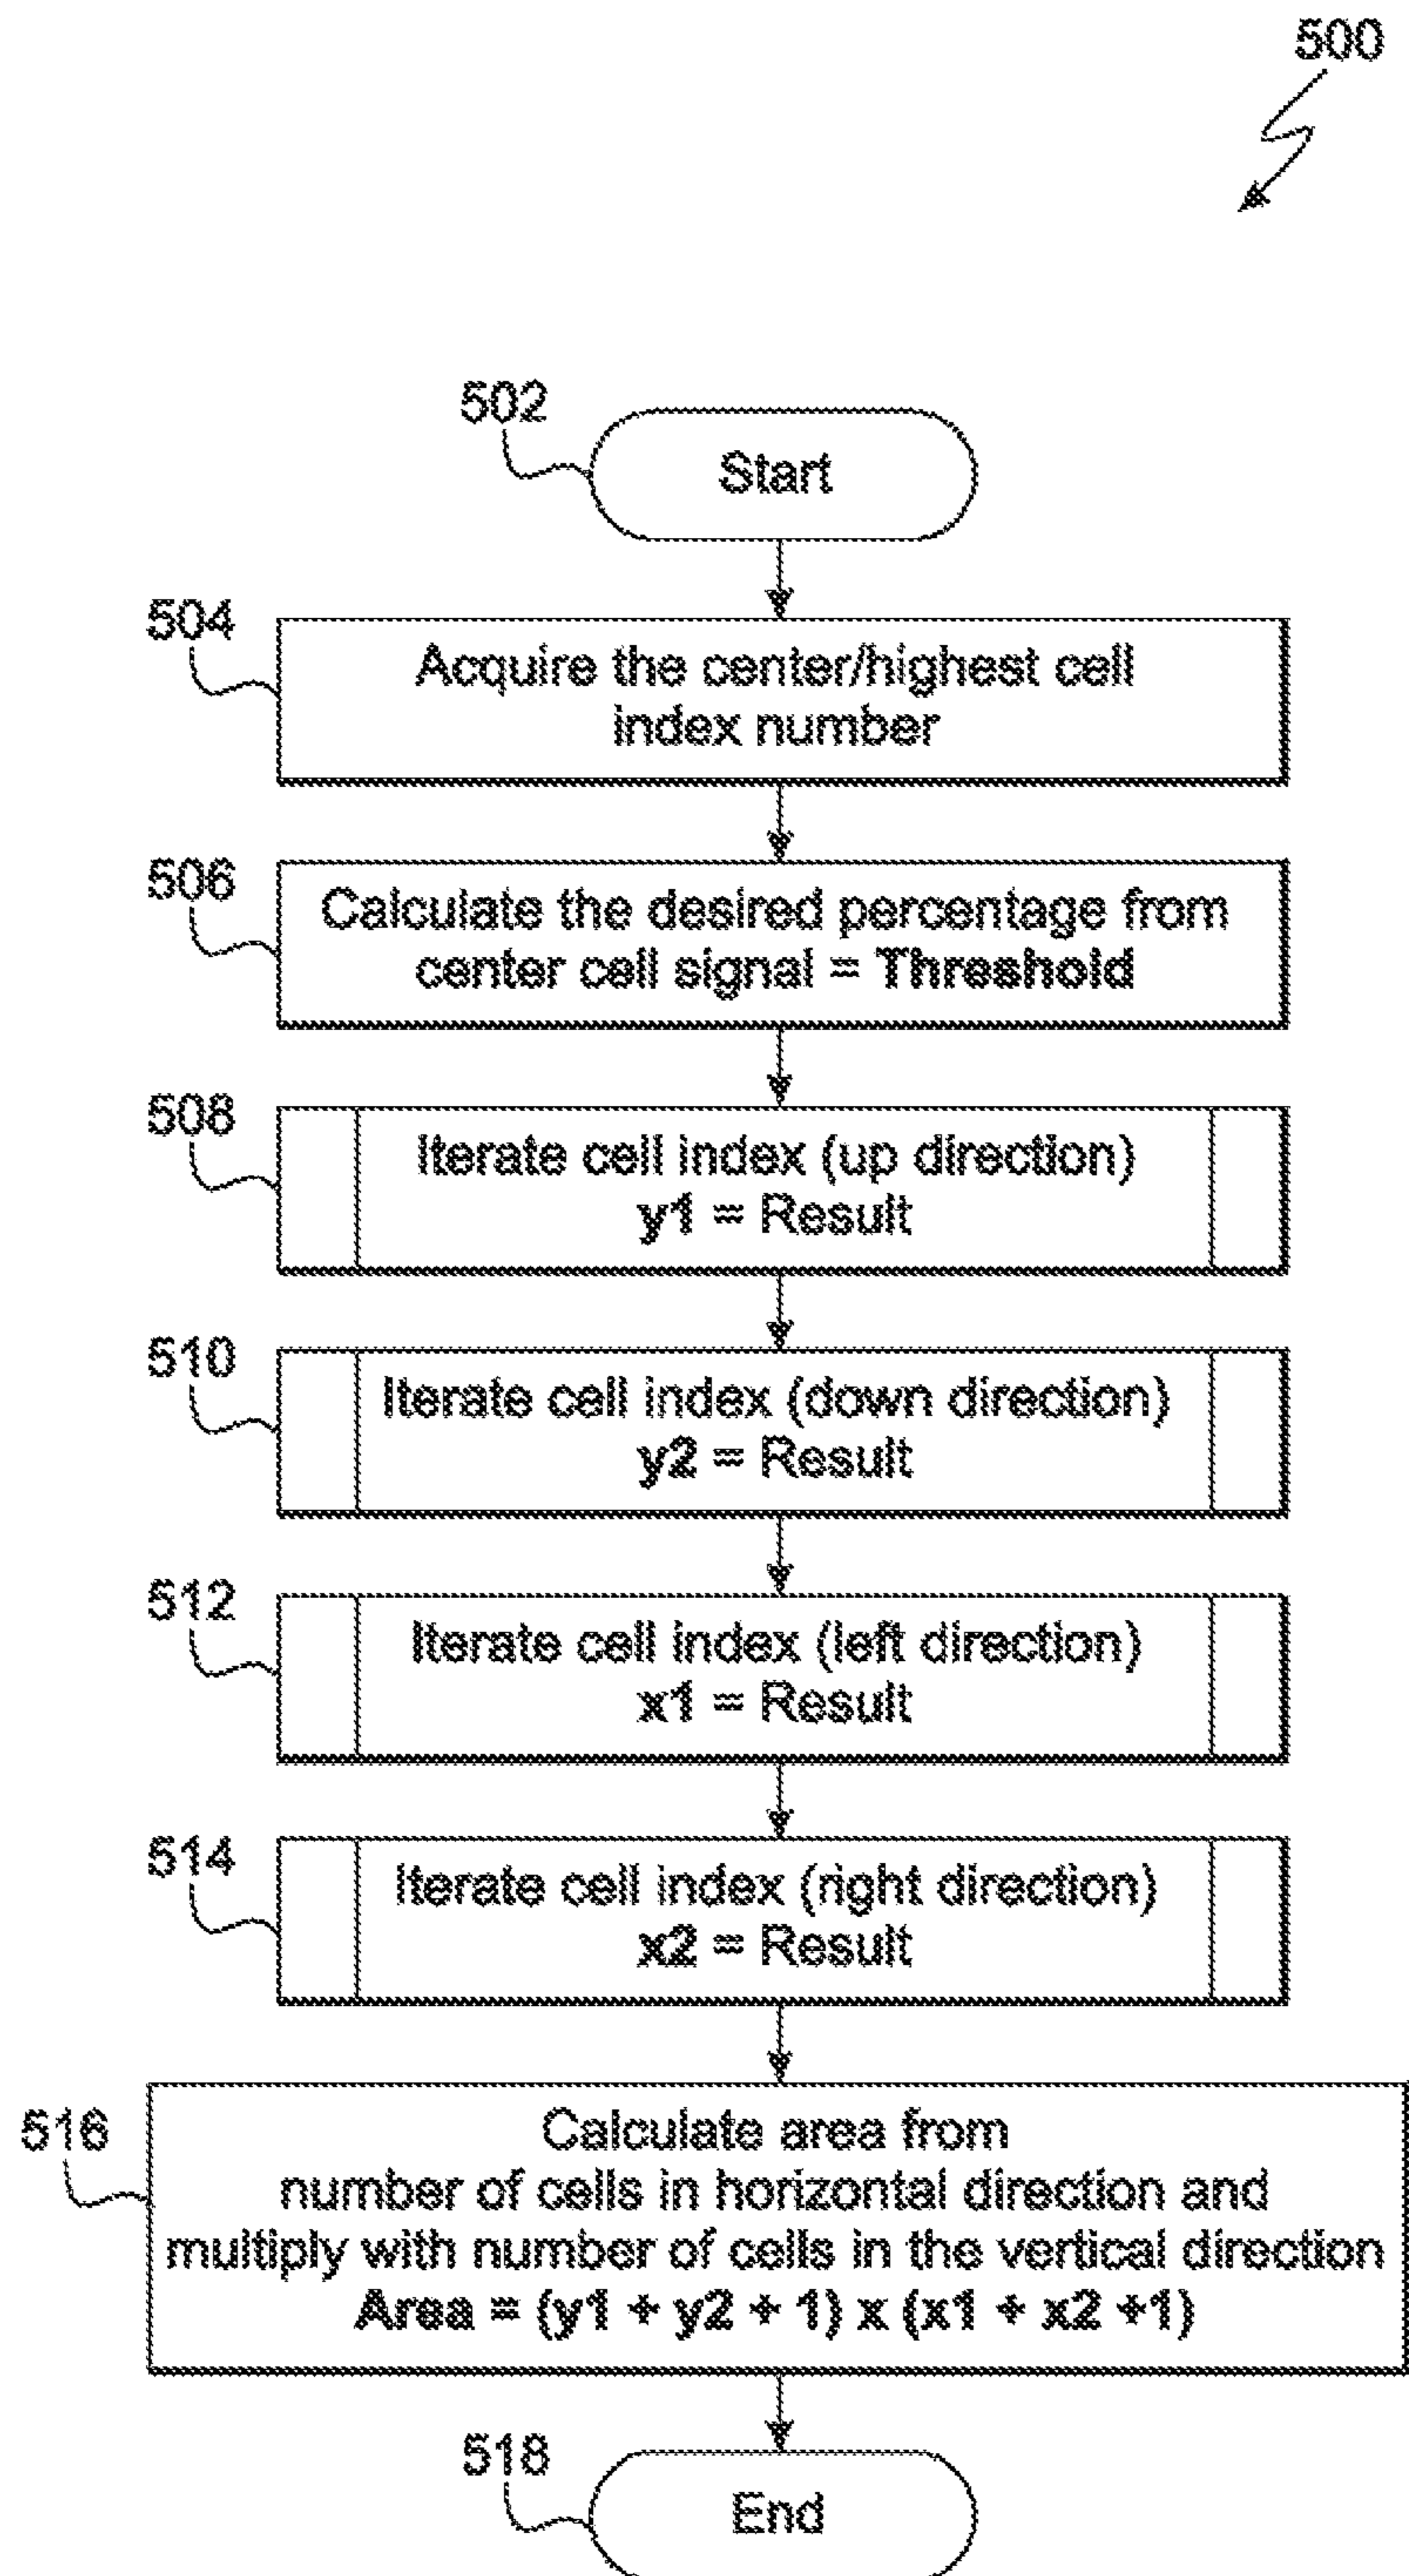 500
502
Start
504
Acquire the center/highest cell
index number
506
Calculate the desired percentage from
center cell signal = Threshold
508
Iterate cell index (up direction)
y1 = Result
510
Iterate cell index (down direction)
y2 = Result
512
Iterate cell index (left direction)
x1 = Result
514
Iterate cell index (right direction)
x2 = Result
516
Calculate area from
number of cells in horizontal direction and
multiply with number of cells in the vertical direction
Area = (y1 + y2 + 1) x (x1 + x2 +1)
518
End